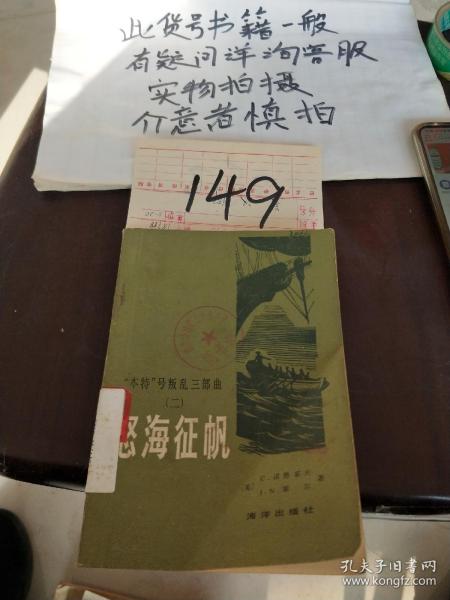 此货号书籍一般
有疑问详询客服
实物拍摄
介意者慎拍
149
“本特”号叛乱三部曲
(二)
怒海征帆
著
海洋出版社
孔夫子旧书网
www.kongfz.com